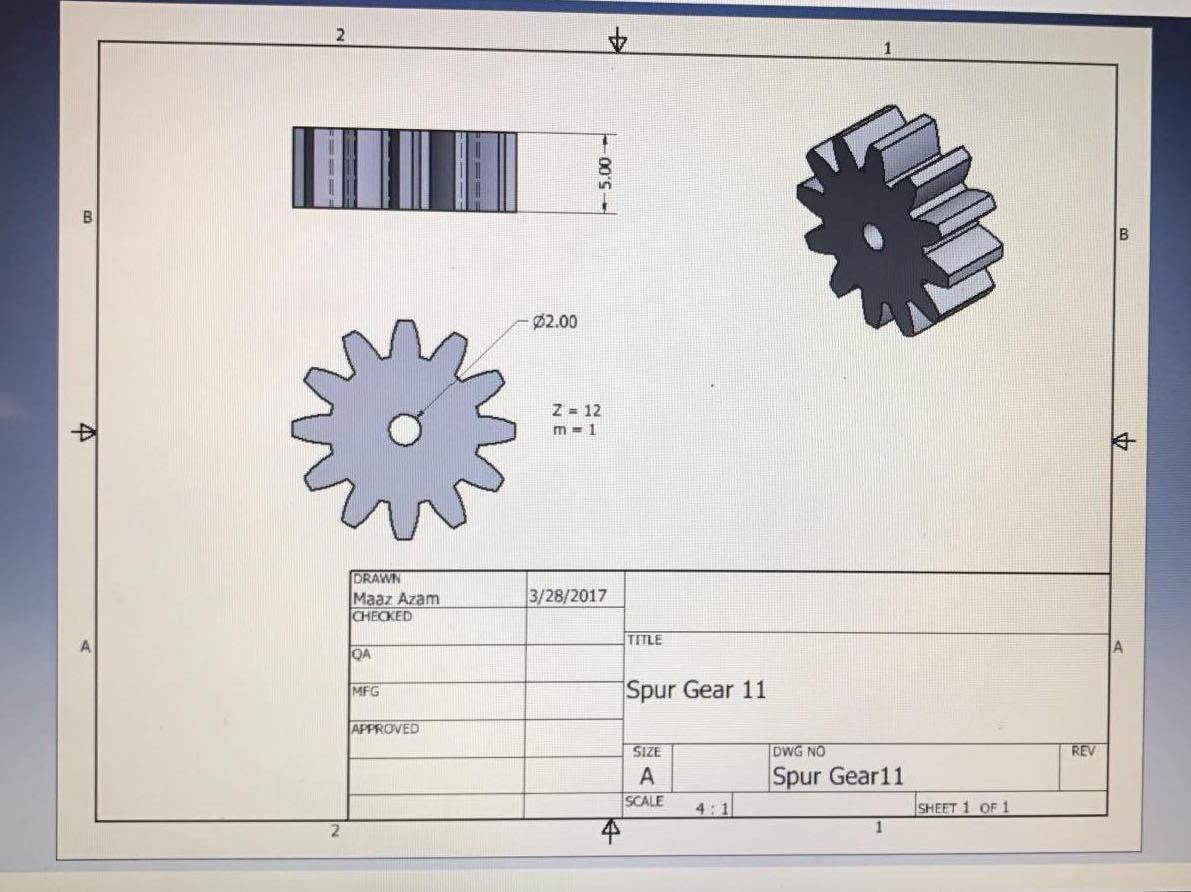 2
1
5.00
B
B
Ø2.00
Z = 12
m = 1
DRAWN
Maaz Azam
3/28/2017
CHECKED
TITLE
A
A
QA
Spur Gear 11
MFG
APPROVED
SIZE
DWG NO
REV
A
Spur Gear11
SCALE
4 : 1
SHEET 1 OF 1
2
1